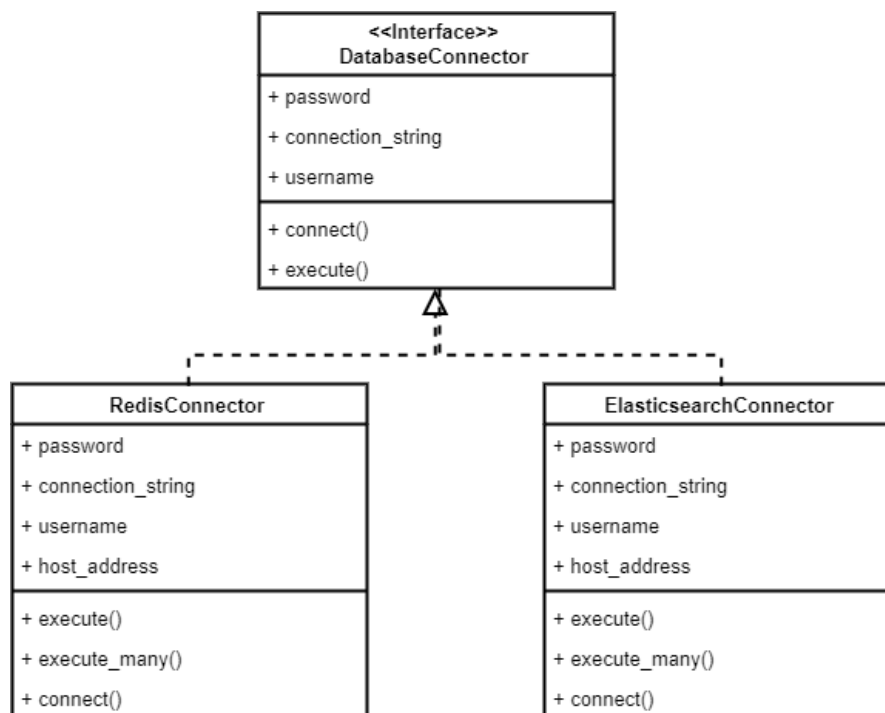 <<Interface>>
DatabaseConnector
+ password
+ connection_string
+ username
+ connect()
+ execute()
RedisConnector
+ password
+ connection_string
+ username
+ host_address
+ execute()
+ execute_many()
+ connect()
ElasticsearchConnector
+ password
+ connection_string
+ username
+ host_address
+ execute()
+ execute_many()
+ connect()